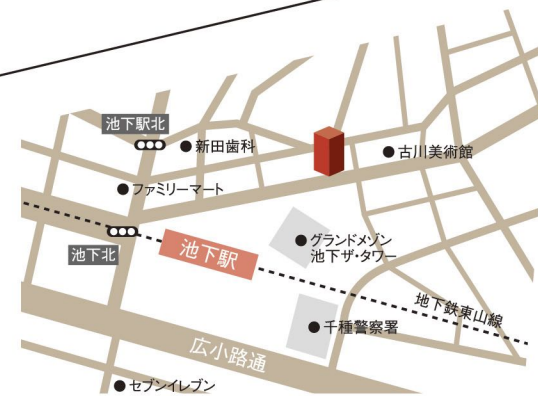 池下駅北
新田歯科
古川美術館
ファミリーマート
池下北
池下駅
グランドメゾン
池下ザ・タワー
地下鉄東山線
千種警察署
広小路通
セブンイレブン